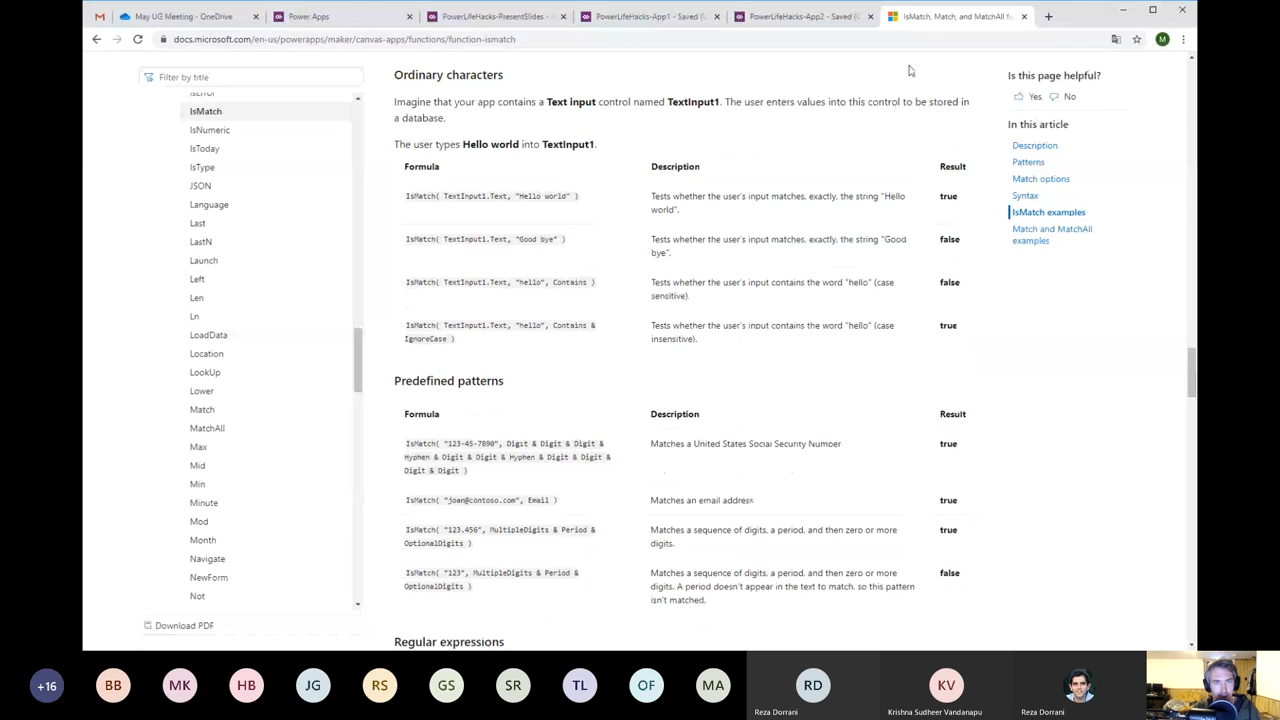 May UG Meeting - OneDrive
Power Apps
PowerLifeHacks-PresentSlides -
PowerLifeHacks-App1 - Saved (
PowerLifeHacks-App2 - Saved (
IsMatch, Match, and MatchAll fu
docs.microsoft.com/en-us/powerapps/maker/canvas-apps/functions/function-ismatch
M
Filter by title
IsError
IsMatch
IsNumeric
IsToday
IsType
JSON
Language
Last
LastN
Launch
Left
Len
Ln
LoadData
Location
LookUp
Lower
Match
MatchAll
Max
Mid
Min
Minute
Mod
Month
Navigate
NewForm
Not
Download PDF
Ordinary characters
Imagine that your app contains a Text input control named TextInput1. The user enters values into this control to be stored in
a database.
The user types Hello world into TextInput1.
Formula Description Result
IsMatch( TextInput1.Text, "Hello world" ) Tests whether the user's input matches, exactly, the string "Hello true
world".
IsMatch( TextInput1.Text, "Good bye" ) Tests whether the user's input matches, exactly, the string "Good false
bye".
IsMatch( TextInput1.Text, "hello", Contains ) Tests whether the user's input contains the word "hello" (case false
sensitive).
IsMatch( TextInput1.Text, "hello", Contains & Tests whether the user's input contains the word "hello" (case true
IgnoreCase ) insensitive).
Predefined patterns
Formula Description Result
IsMatch( "123-45-7890", Digit & Digit & Digit & Matches a United States Social Security Number true
Hyphen & Digit & Digit & Hyphen & Digit & Digit &
Digit & Digit )
IsMatch( "joan@contoso.com", Email ) Matches an email address true
IsMatch( "123.456", MultipleDigits & Period & Matches a sequence of digits, a period, and then zero or more true
OptionalDigits ) digits.
IsMatch( "123", MultipleDigits & Period & Matches a sequence of digits, a period, and then zero or more false
OptionalDigits ) digits. A period doesn't appear in the text to match, so this pattern
isn't matched.
Regular expressions
Is this page helpful?
Yes No
In this article
Description
Patterns
Match options
Syntax
IsMatch examples
Match and MatchAll
examples
+16 BB MK HB JG RS GS SR TL OF MA RD KV
Reza Dorrani Krishna Sudheer Vandanapu Reza Dorrani